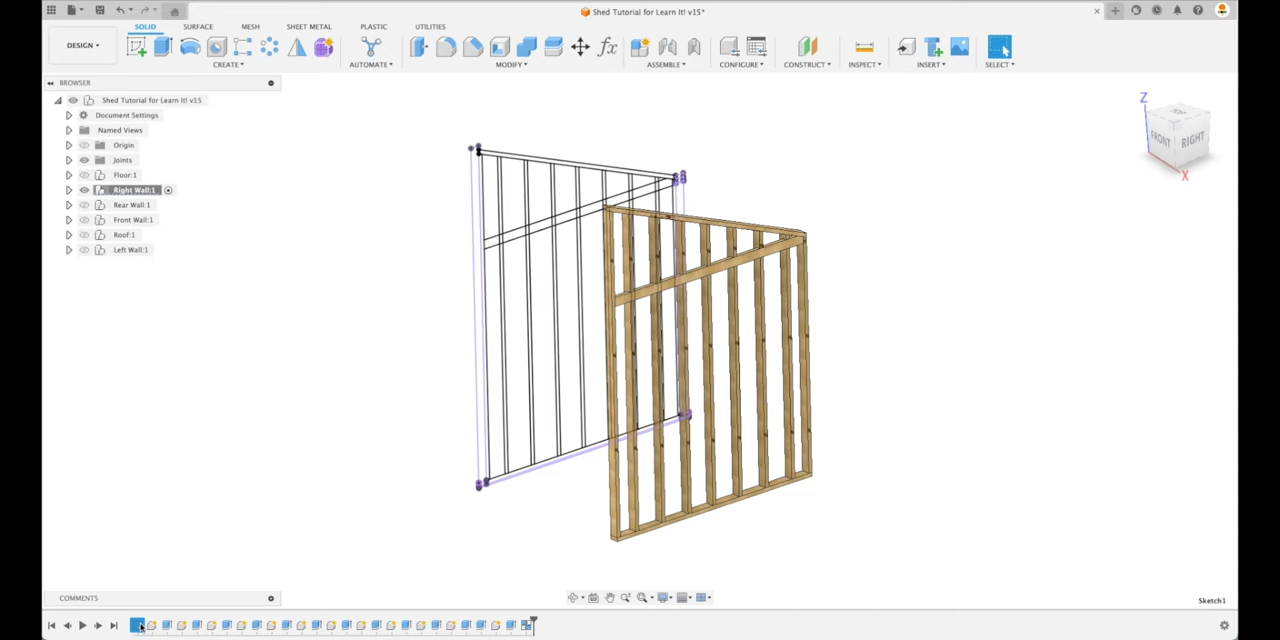 Shed Tutorial for Learn It! v15*
DESIGN
SOLID SURFACE MESH SHEET METAL PLASTIC UTILITIES
CREATE AUTOMATE MODIFY ASSEMBLE CONFIGURE CONSTRUCT INSPECT INSERT SELECT
BROWSER
Shed Tutorial for Learn It! v15
Document Settings
Named Views
Origin
Joints
Floor:1
Right Wall:1
Rear Wall:1
Front Wall:1
Roof:1
Left Wall:1
Z
TOP
FRONT RIGHT
X
COMMENTS
Sketch1